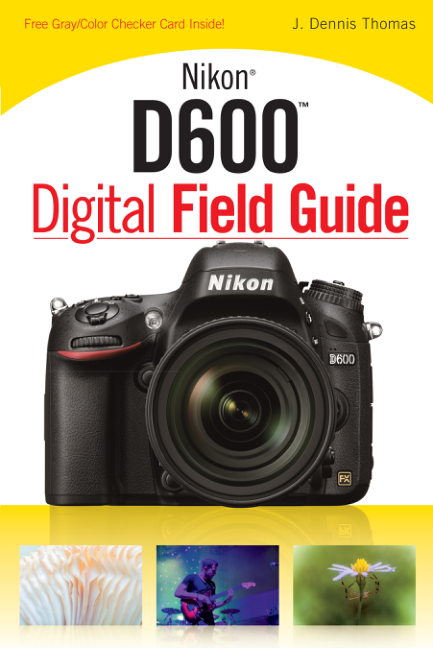 Free Gray/Color Checker Card Inside!
J. Dennis Thomas
Nikon®
D600™
Digital Field Guide
Nikon
D600
FX